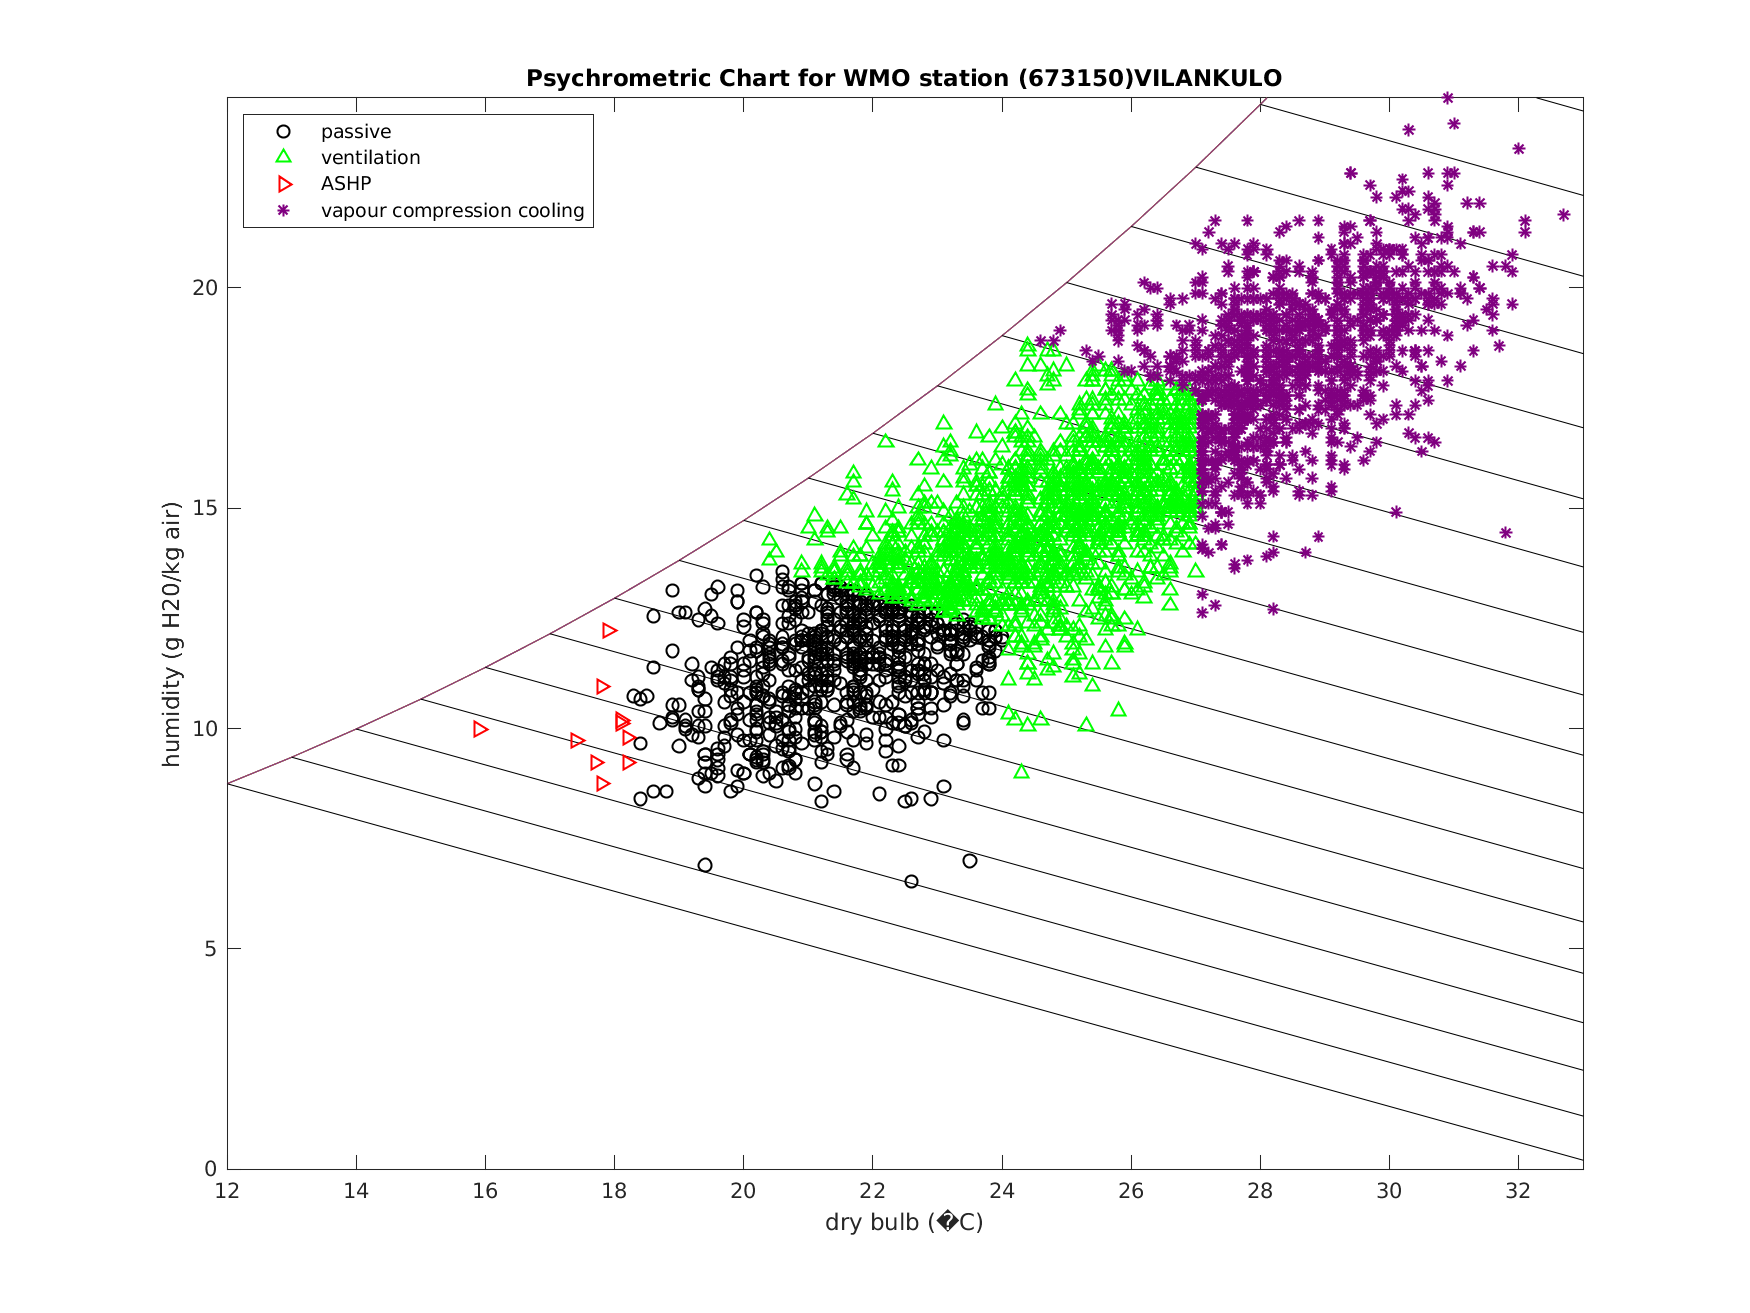 Psychrometric Chart for WMO station (673150)VILANKULO
passive
ventilation
ASHP
vapour compression cooling
20
15
10
5
0
humidity (g H20/kg air)
12 14 16 18 20 22 24 26 28 30 32
dry bulb (�C)